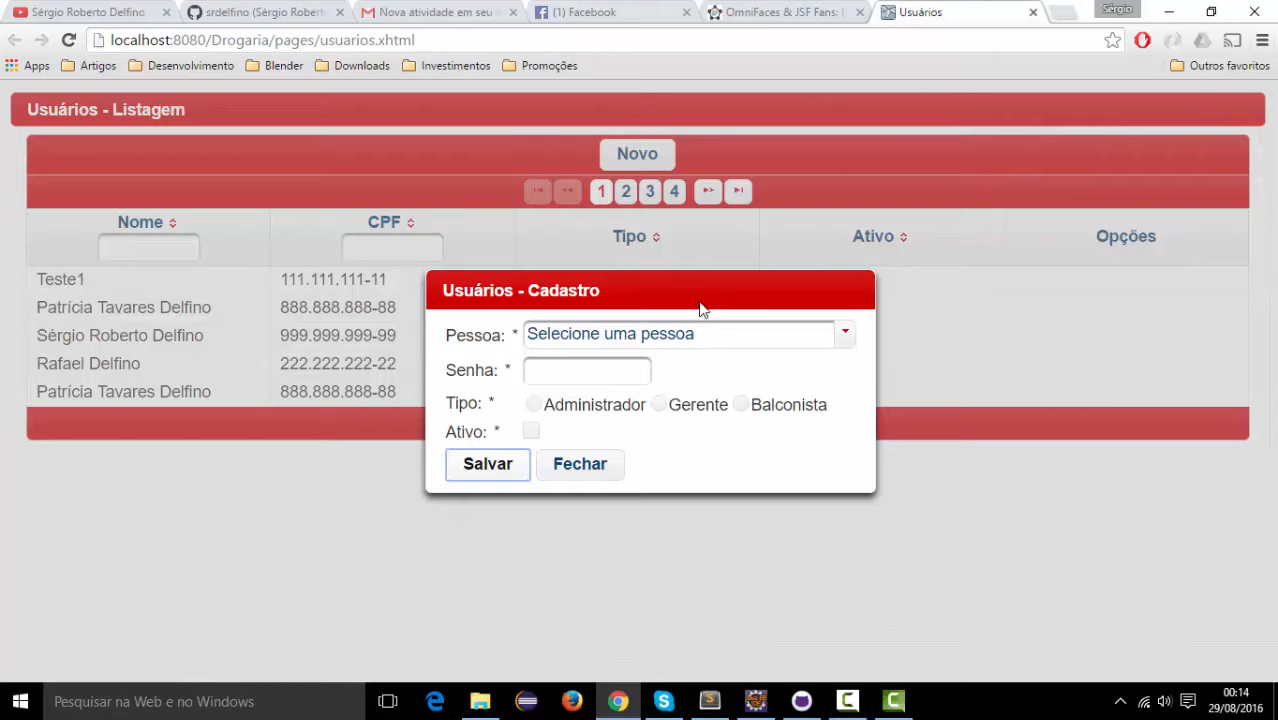 Sérgio Roberto Delfino
srdelfino (Sérgio Robert
Nova atividade em seu v
(1) Facebook
OmniFaces & JSF Fans:
Usuários
Sérgio
localhost:8080/Drogaria/pages/usuarios.xhtml
Apps Artigos Desenvolvimento Blender Downloads Investimentos Promoções Outros favoritos
Usuários - Listagem
Novo
1 2 3 4
Nome CPF Tipo Ativo Opções
Teste1 111.111.111-11
Patrícia Tavares Delfino 888.888.888-88
Sérgio Roberto Delfino 999.999.999-99
Rafael Delfino 222.222.222-22
Patrícia Tavares Delfino 888.888.888-88
Usuários - Cadastro
Pessoa: * Selecione uma pessoa
Senha: *
Tipo: * Administrador Gerente Balconista
Ativo: *
Salvar Fechar
Pesquisar na Web e no Windows
00:14
29/08/2016